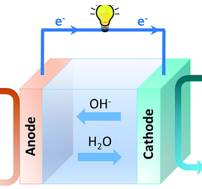 e⁻ e⁻
OH⁻
H₂O
Anode
Cathode